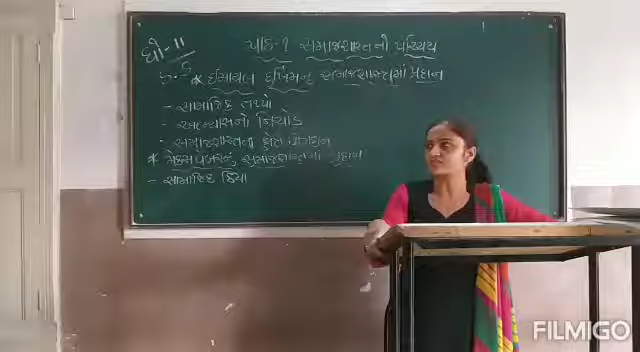 ધો-11
પાઠ-૧ સમાજશાસ્ત્રનો પરિચય
* ઈમાઈલ દુર્ખિમનું સમાજશાસ્ત્રમાં પ્રદાન
- સામાજિક તથ્યો
- આત્મહત્યાનો
- સમાજશાસ્ત્રના
* મેક્સ વેબરનું સમાજશાસ્ત્રમાં પ્રદાન
- સામાજિક ક્રિયા
FILMIGO